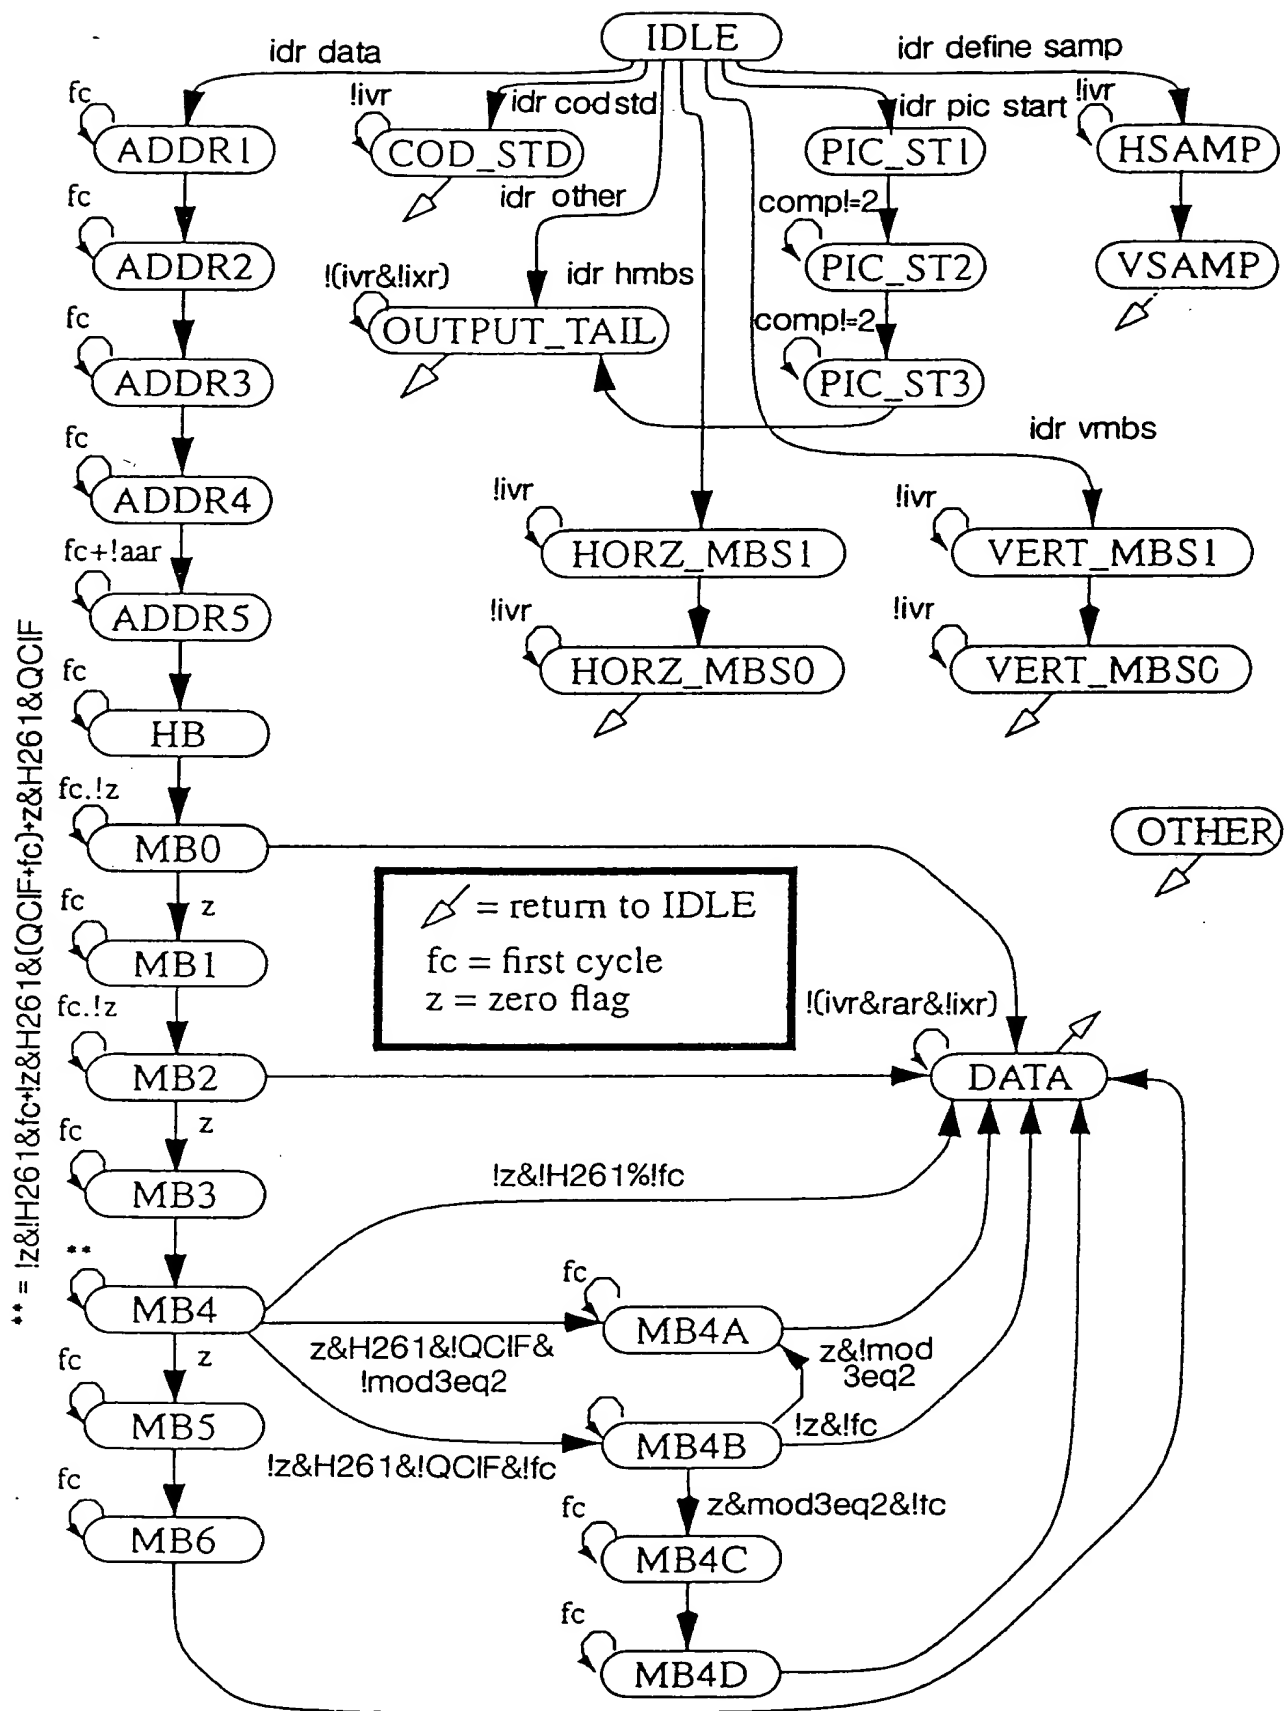 IDLE
idr data
idr define samp
fc
!ivr
idr codstd
idr pic start
!ivr
ADDR1
COD_STD
PIC_ST1
HSAMP
fc
idr other
comp!=2
ADDR2
!(ivr&!ixr)
idr hmbs
PIC_ST2
VSAMP
fc
OUTPUT_TAIL
comp!=2
ADDR3
PIC_ST3
fc
idr vmbs
ADDR4
!ivr
!ivr
fc+!aar
HORZ_MBS1
VERT_MBS1
ADDR5
!ivr
!ivr
fc
HORZ_MBS0
VERT_MBS0
HB
fc.!z
MB0
OTHER
fc
z
= return to IDLE
fc = first cycle
z = zero flag
MB1
fc.!z
!(ivr&rar&!ixr)
MB2
DATA
z
fc
MB3
!z&!H261%!fc
**
MB4
fc
MB4A
z
z&H261&!QCIF&
!mod3eq2
z&!mod
3eq2
fc
MB5
MB4B
!z&!fc
!z&H261&!QCIF&!fc
fc
fc
z&mod3eq2&!fc
MB6
MB4C
fc
MB4D
** = !z&!H261&fc+!z&H261&(QCIF+fc)+z&H261&QCIF